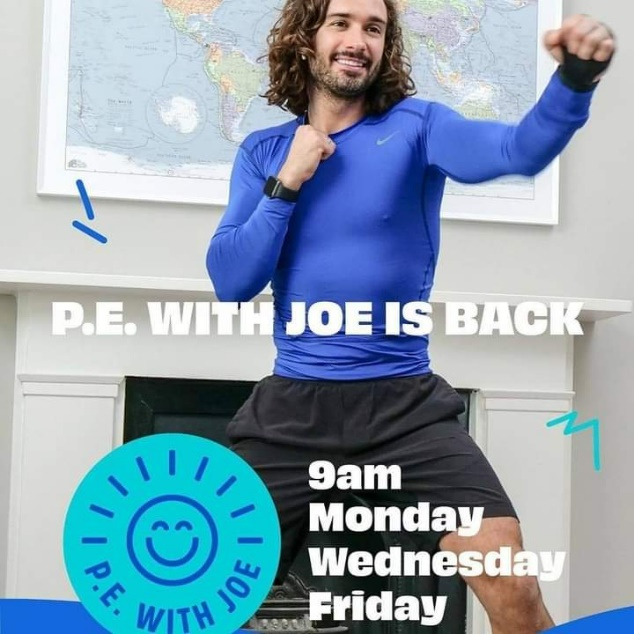 P.E. WITH JOE IS BACK
9am
Monday
Wednesday
Friday
P.E. WITH JOE